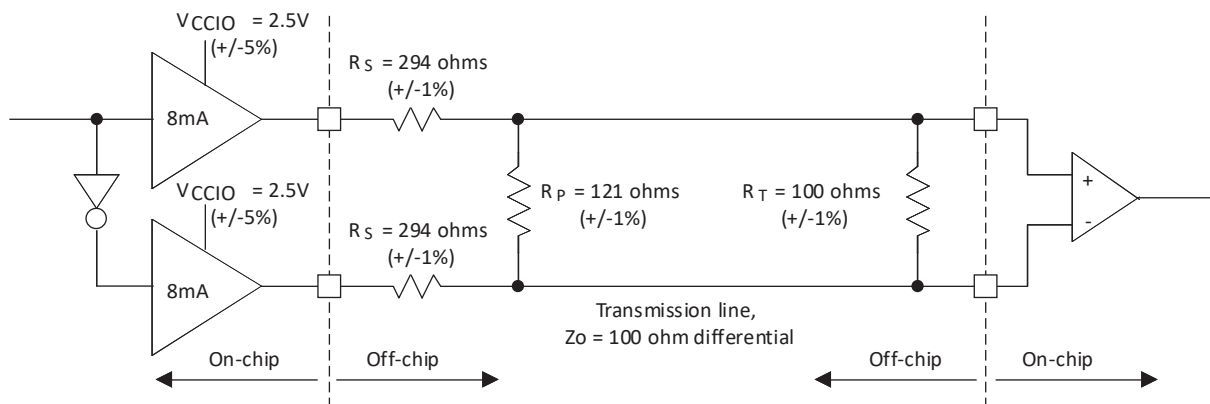 VCCIO = 2.5V
(+/-5%)
8mA
RS = 294 ohms
(+/-1%)
VCCIO = 2.5V
(+/-5%)
8mA
RS = 294 ohms
(+/-1%)
RP = 121 ohms
(+/-1%)
RT = 100 ohms
(+/-1%)
+
-
Transmission line,
Zo = 100 ohm differential
On-chip
Off-chip
Off-chip
On-chip